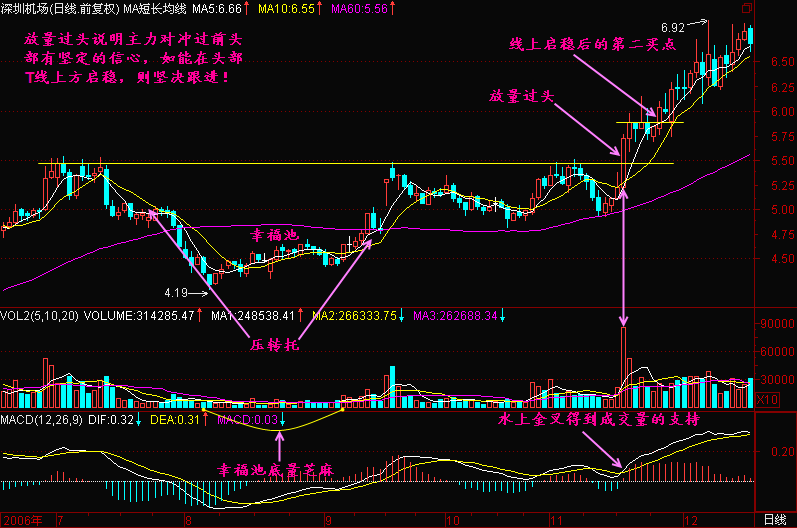 深圳机场(日线.前复权) MA短长均线 MA5:6.66↑ MA10:6.55↑ MA60:5.56↑
放量过头说明主力对冲过前头
部有坚定的信心，如能在头部
T线上方启稳，则坚决跟进！
6.92
线上启稳后的第二买点
放量过头
6.50
6.25
6.00
5.75
5.50
5.25
5.00
4.75
4.50
幸福池
4.19
压转托
VOL2(5,10,20) VOLUME:314285.47↑ MA1:248538.41↑ MA2:266333.75↓ MA3:262688.34↓
90000
60000
30000
X10
MACD(12,26,9) DIF:0.32↓ DEA:0.31↑ MACD:0.03↓
水上金叉得到成交量的支持
幸福池底量芝麻
0.20
2006年 7 8 9 10 11 12 日线